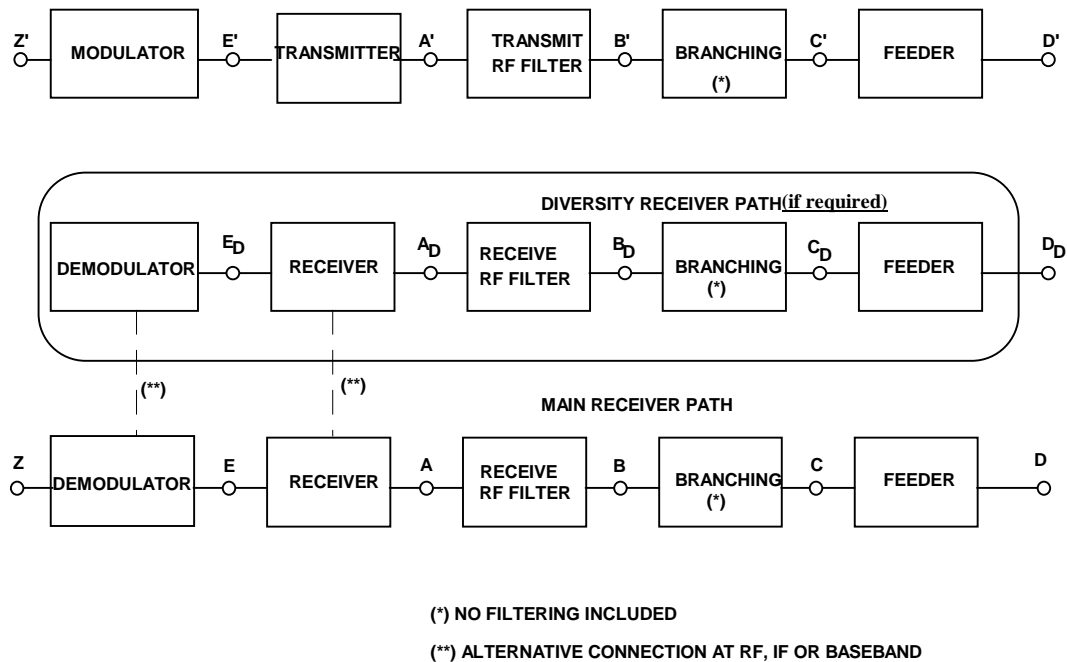 Z' MODULATOR E' TRANSMITTER A' TRANSMIT RF FILTER B' BRANCHING (*) C' FEEDER D'
DIVERSITY RECEIVER PATH(if required)
DEMODULATOR ED RECEIVER AD RECEIVE RF FILTER BD BRANCHING (*) CD FEEDER DD
(**) (**)
MAIN RECEIVER PATH
Z DEMODULATOR E RECEIVER A RECEIVE RF FILTER B BRANCHING (*) C FEEDER D
(*) NO FILTERING INCLUDED
(**) ALTERNATIVE CONNECTION AT RF, IF OR BASEBAND